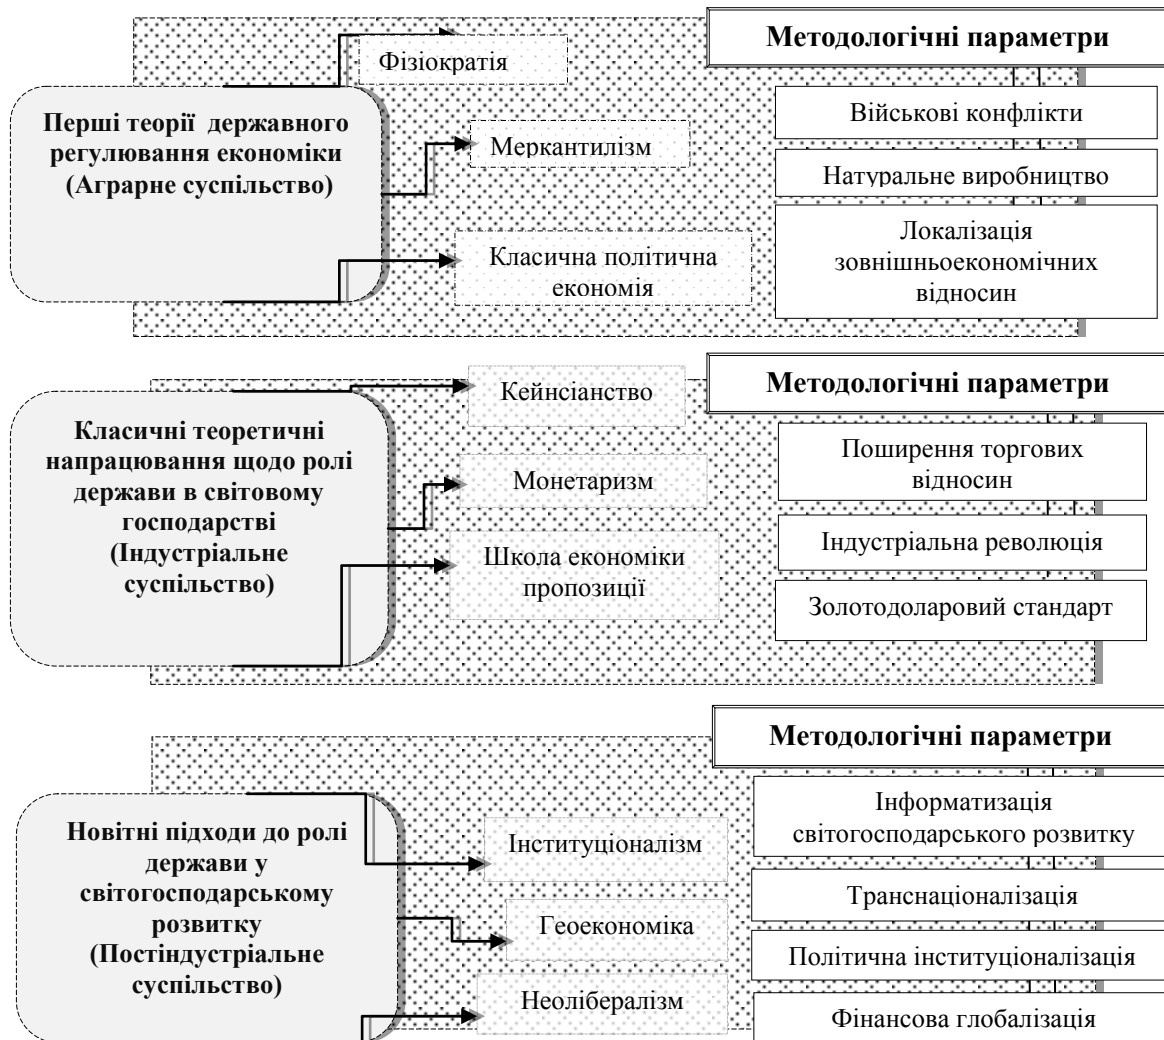 Методологічні параметри
Фізіократія
Перші теорії державного
регулювання економіки
(Аграрне суспільство)
Меркантилізм
Класична політична
економія
Військові конфлікти
Натуральне виробництво
Локалізація
зовнішньоекономічних
відносин
Методологічні параметри
Кейнсіанство
Класичні теоретичні
напрацювання щодо ролі
держави в світовому
господарстві
(Індустріальне
суспільство)
Монетаризм
Школа економіки
пропозиції
Поширення торгових
відносин
Індустріальна революція
Золотодоларовий стандарт
Методологічні параметри
Новітні підходи до ролі
держави у
світогосподарському
розвитку
(Постіндустріальне
суспільство)
Інституціоналізм
Геоекономіка
Неолібералізм
Інформатизація
світогосподарського розвитку
Транснаціоналізація
Політична інституціоналізація
Фінансова глобалізація